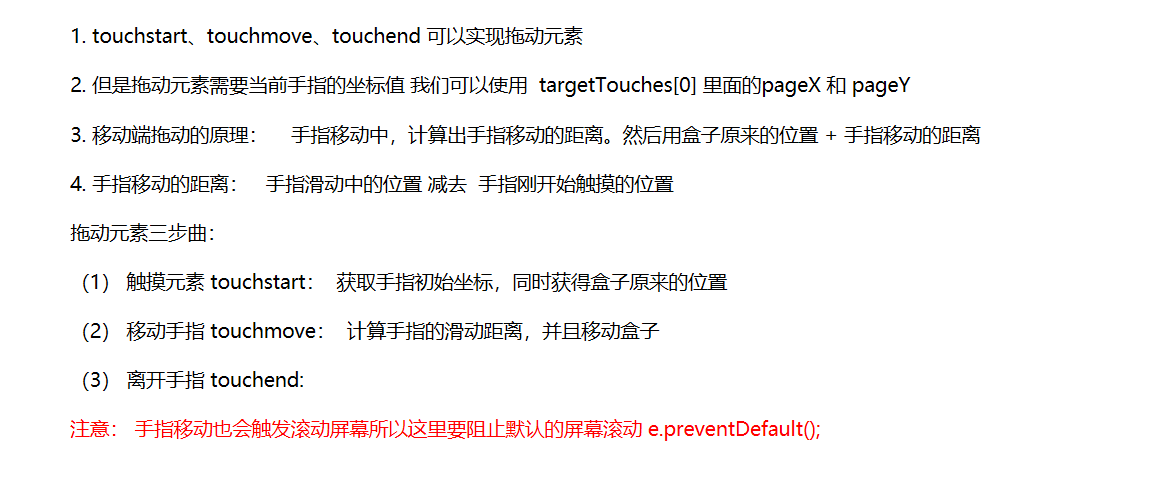 1. touchstart、touchmove、touchend 可以实现拖动元素
2. 但是拖动元素需要当前手指的坐标值 我们可以使用 targetTouches[0] 里面的pageX 和 pageY
3. 移动端拖动的原理： 手指移动中，计算出手指移动的距离。然后用盒子原来的位置 + 手指移动的距离
4. 手指移动的距离： 手指滑动中的位置 减去 手指刚开始触摸的位置
拖动元素三步曲：
（1） 触摸元素 touchstart： 获取手指初始坐标，同时获得盒子原来的位置
（2） 移动手指 touchmove： 计算手指的滑动距离，并且移动盒子
（3） 离开手指 touchend:
注意： 手指移动也会触发滚动屏幕所以这里要阻止默认的屏幕滚动 e.preventDefault();